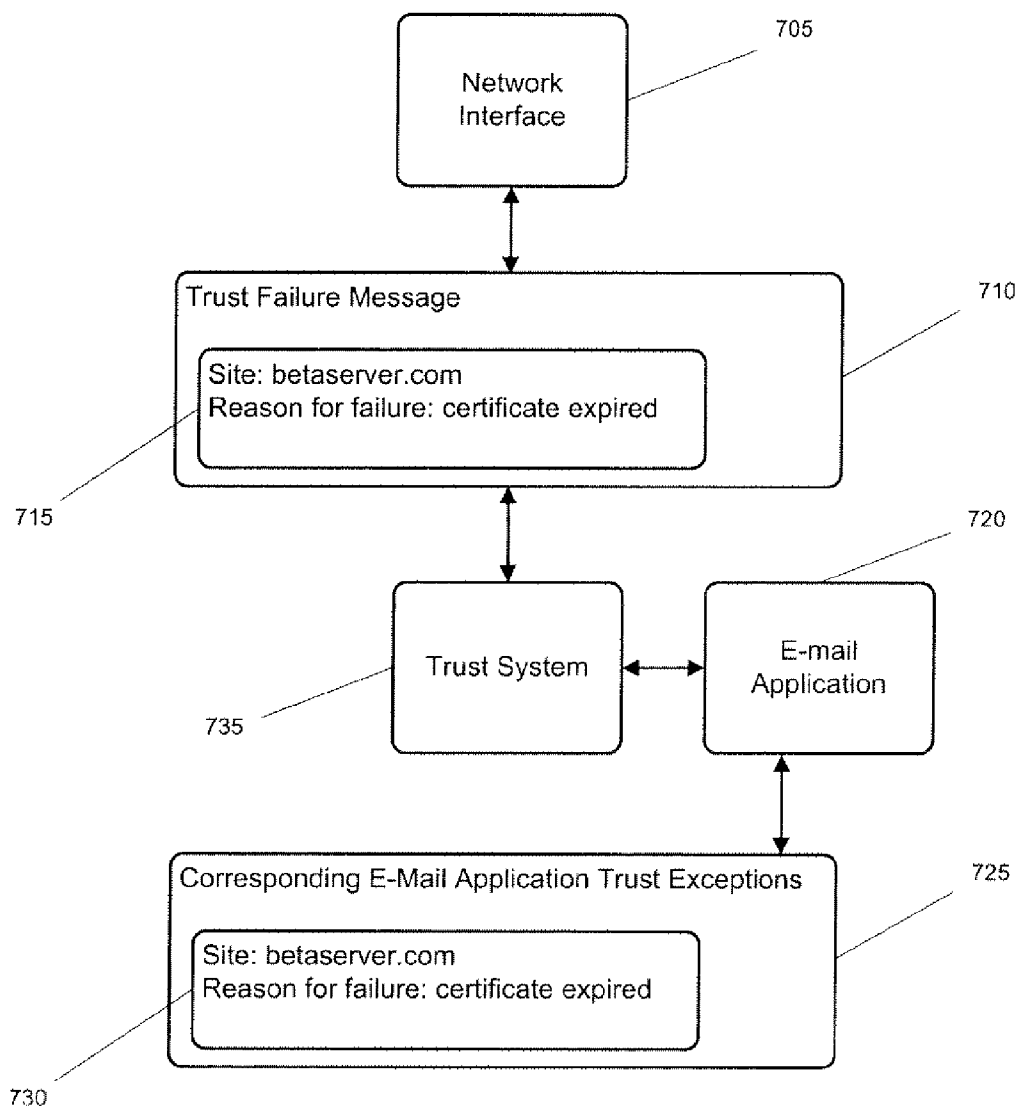 705
Network
Interface
Trust Failure Message
710
Site: betaserver.com
Reason for failure: certificate expired
715
720
Trust System
E-mail
Application
735
Corresponding E-Mail Application Trust Exceptions
725
Site: betaserver.com
Reason for failure: certificate expired
730